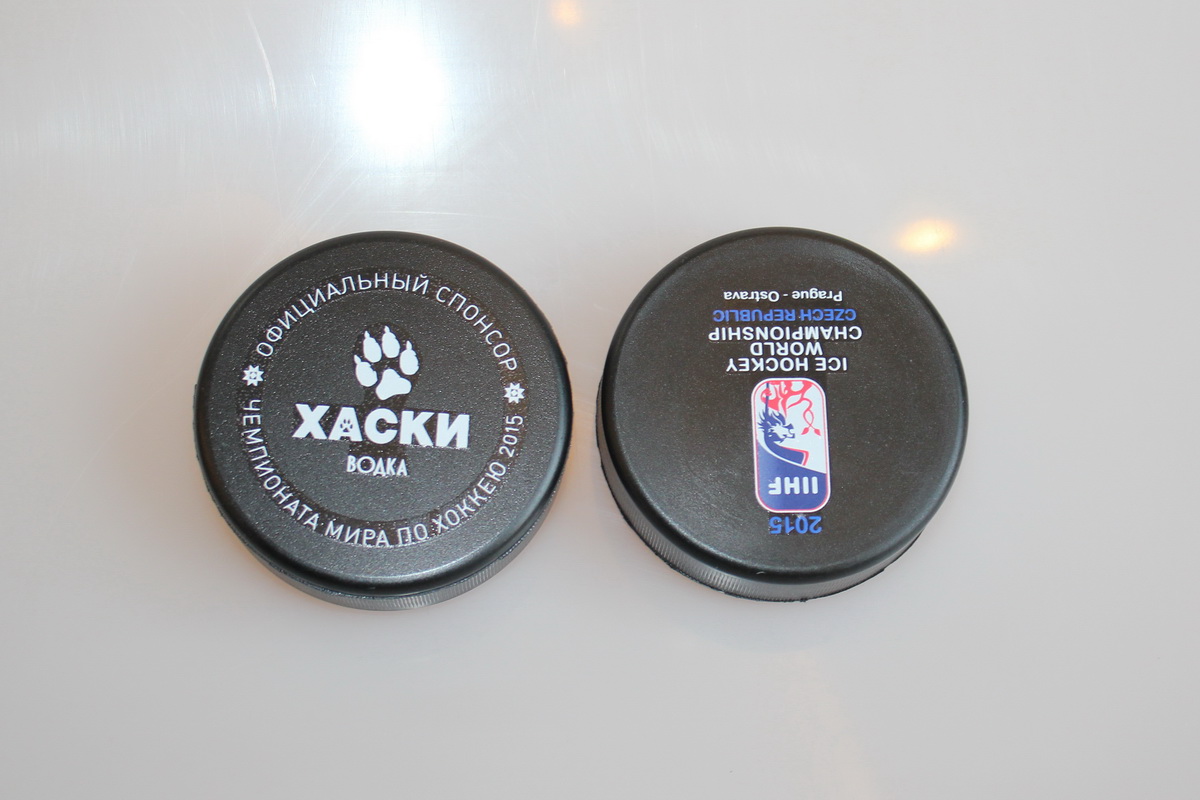 ОФИЦИАЛЬНЫЙ СПОНСОР
ЧЕМПИОНАТА МИРА ПО ХОККЕЮ 2015
ХАСКИ
ВОДКА
2015
IIHF
ICE HOCKEY
WORLD
CHAMPIONSHIP
CZECH REPUBLIC
Prague - Ostrava